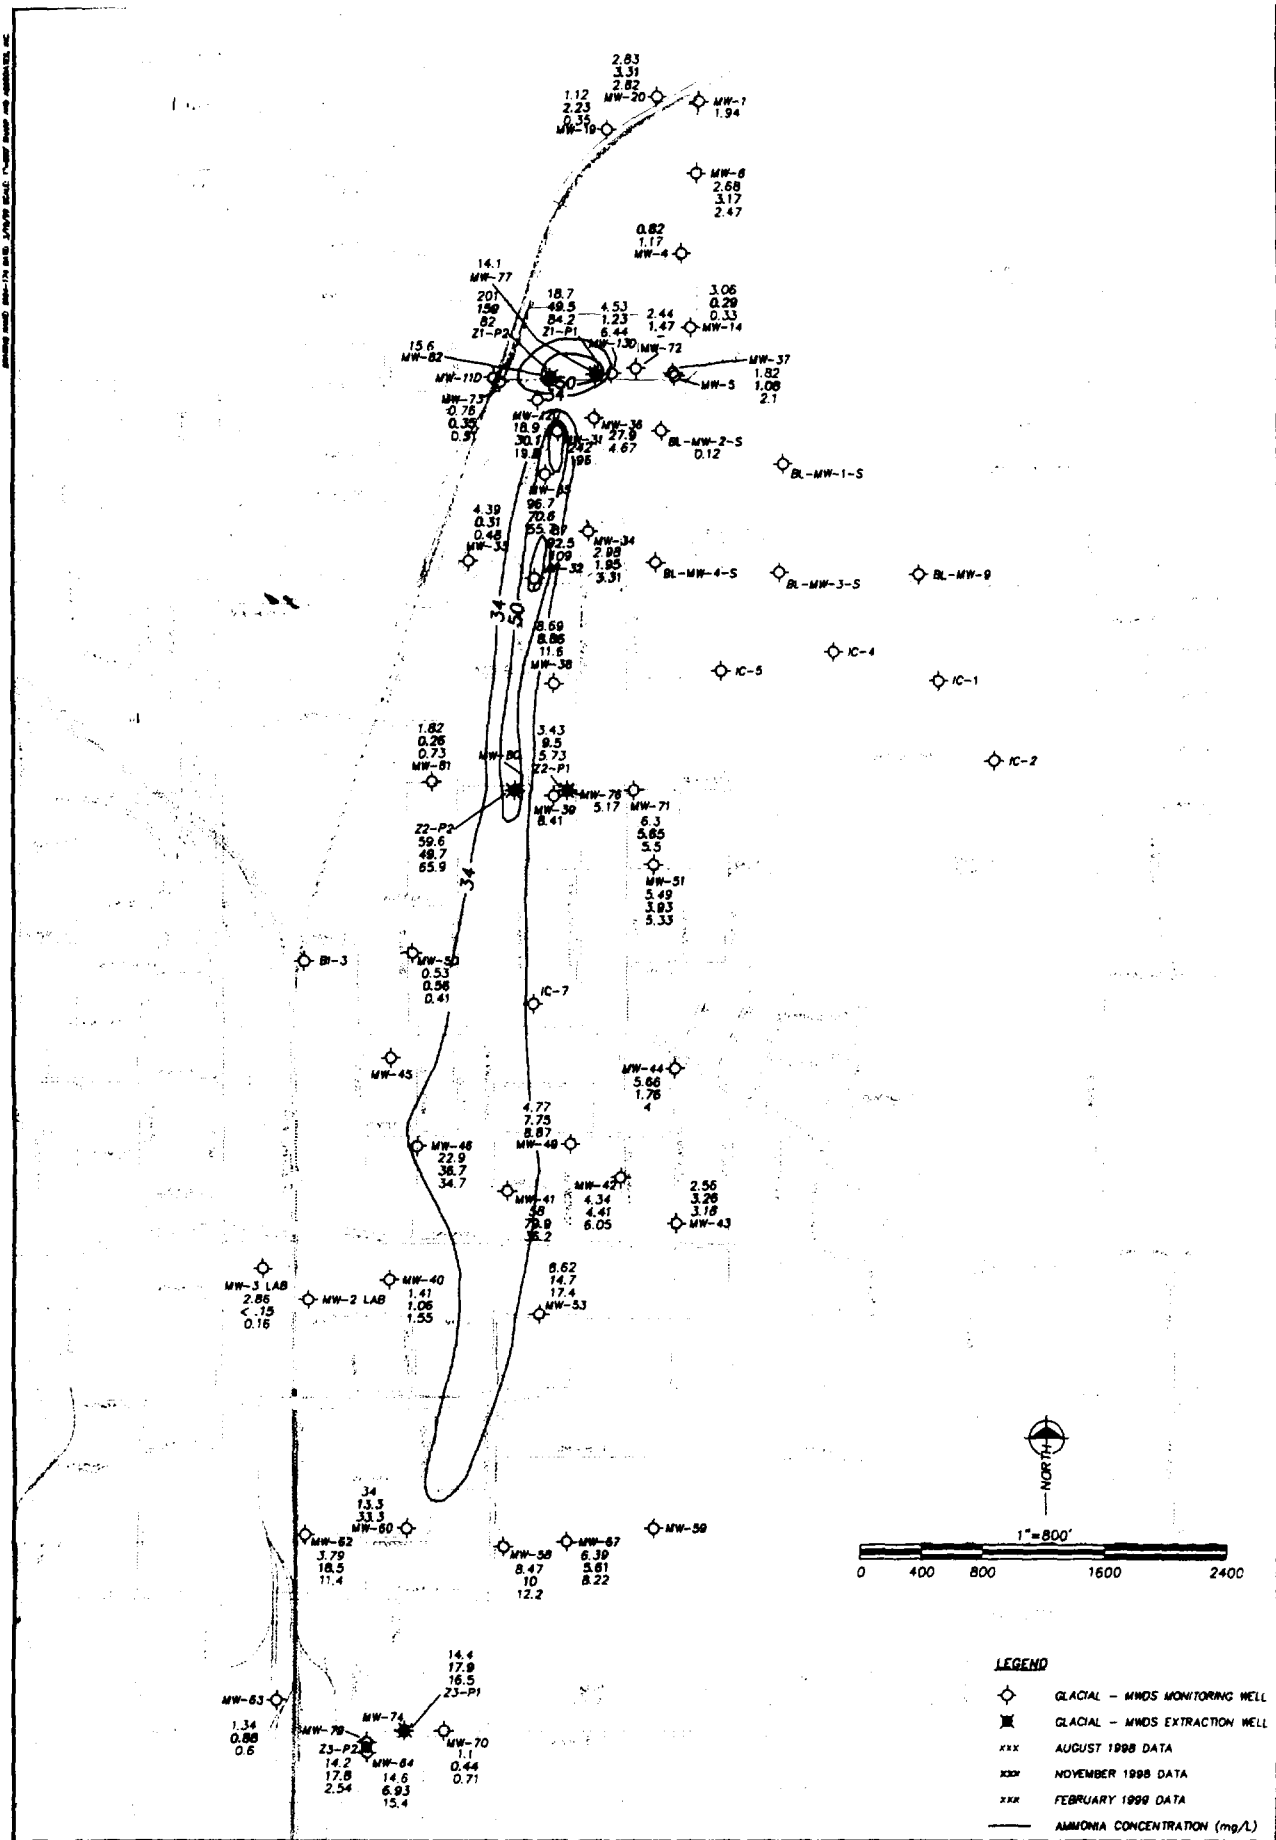 2.83
3.31
2.82
MW-20
MW-7
1.94
1.12
2.23
0.35
MW-19
MW-6
2.68
3.17
2.47
0.82
1.17
MW-4
14.1
MW-77
201
159
82
Z1-P2
18.7
49.5
84.2
Z1-P1
4.53
1.23
6.44
MW-13D
2.44
1.47
MW-72
3.06
0.29
0.33
MW-14
15.6
MW-82
MW-11D
MW-37
1.82
1.08
2.1
MW-5
50
34
MW-73
0.76
0.35
18.9
30.1
MW-31
242
196
MW-36
27.9
4.67
BL-MW-2-S
0.12
BL-MW-1-S
96.7
70.6
4.39
0.31
0.48
MW-33
92.5
109
MW-34
2.98
1.95
3.31
BL-MW-4-S
BL-MW-3-S
BL-MW-9
34
50
8.69
8.86
11.6
MW-38
IC-5
IC-4
IC-1
1.82
0.26
0.73
MW-81
MW-80
3.43
9.5
5.73
Z2-P1
IC-2
MW-39
8.41
MW-76
5.17
MW-71
6.3
5.65
5.5
Z2-P2
59.6
49.7
65.9
34
MW-51
5.49
3.93
5.33
BI-3
0.53
0.56
0.41
IC-7
MW-45
MW-44
5.66
1.76
4
4.77
7.75
8.87
MW-49
MW-46
22.9
38.7
34.7
MW-41
58
79.9
MW-42
4.34
4.41
6.05
2.56
3.26
3.18
MW-43
MW-3 LAB
2.86
< .15
0.16
MW-2 LAB
MW-40
1.41
1.06
1.55
8.62
14.7
17.4
MW-53
NORTH
34
13.3
33.3
MW-60
MW-62
3.79
18.5
11.4
MW-58
8.47
10
12.2
MW-67
6.39
5.61
8.22
MW-59
1"=800'
0 400 800 1600 2400
14.4
17.9
16.5
Z3-P1
MW-63
1.34
0.88
0.6
MW-74
MW-79
Z3-P2
14.2
17.8
2.54
MW-64
14.6
6.93
15.4
MW-70
1.1
0.44
0.71
LEGEND
GLACIAL - MWDS MONITORING WELL
GLACIAL - MWDS EXTRACTION WELL
xxx AUGUST 1998 DATA
xxx NOVEMBER 1998 DATA
xxx FEBRUARY 1999 DATA
AMMONIA CONCENTRATION (mg/L)